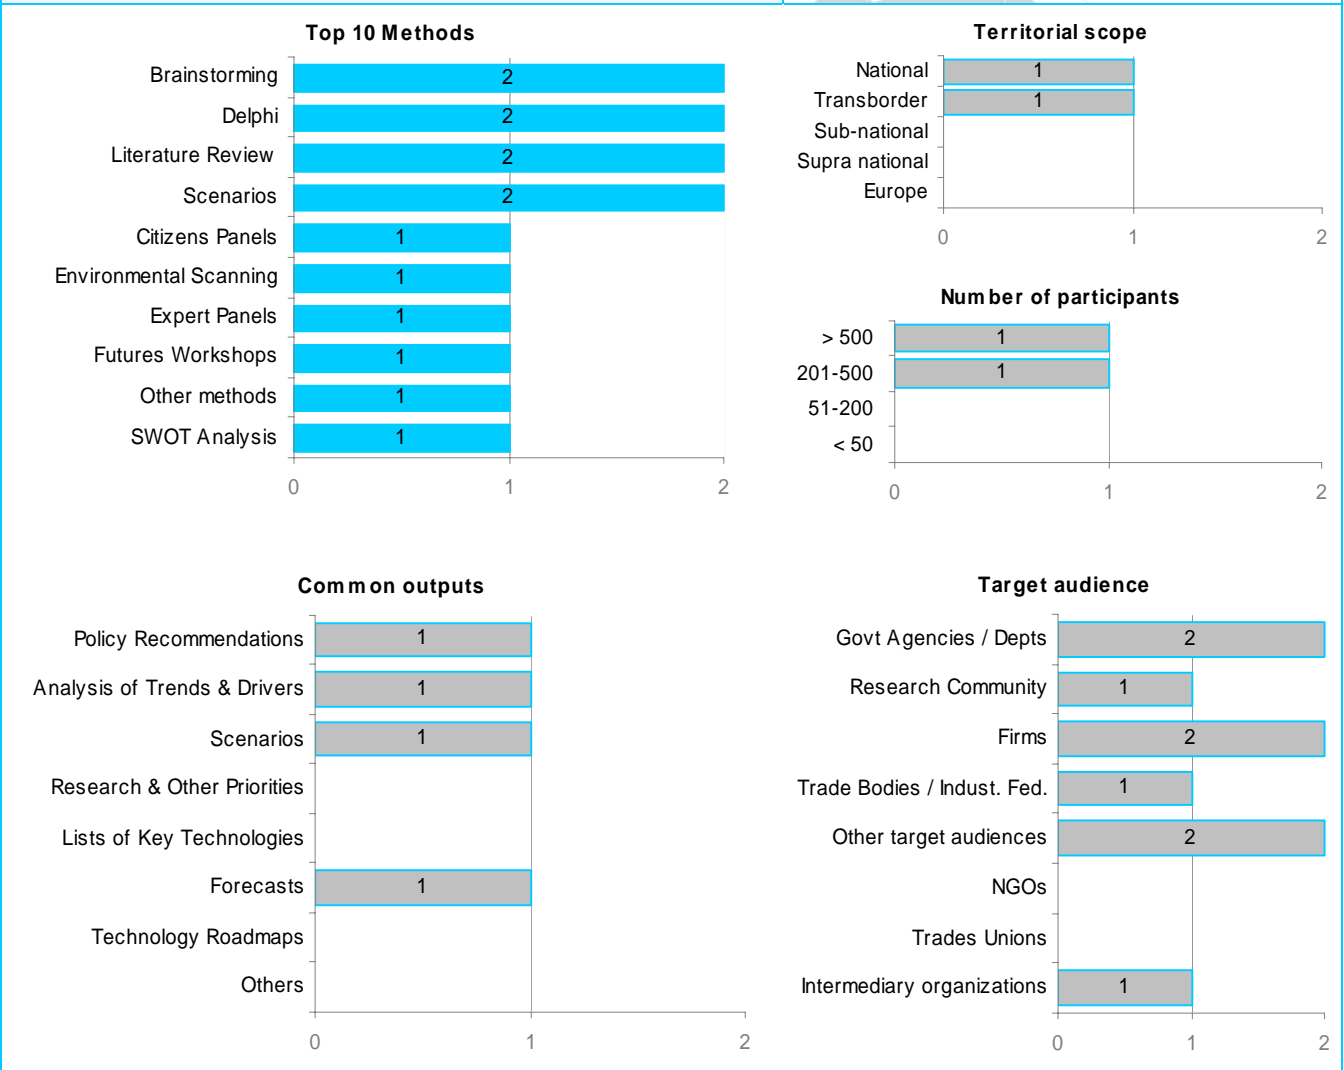 Top 10 Methods
Brainstorming 2
Delphi 2
Literature Review 2
Scenarios 2
Citizens Panels 1
Environmental Scanning 1
Expert Panels 1
Futures Workshops 1
Other methods 1
SWOT Analysis 1
0 1 2
Territorial scope
National 1
Transborder 1
Sub-national
Supra national
Europe
0 1 2
Number of participants
> 500 1
201-500 1
51-200
< 50
0 1 2
Common outputs
Policy Recommendations 1
Analysis of Trends & Drivers 1
Scenarios 1
Research & Other Priorities
Lists of Key Technologies
Forecasts 1
Technology Roadmaps
Others
0 1 2
Target audience
Govt Agencies / Depts 2
Research Community 1
Firms 2
Trade Bodies / Indust. Fed. 1
Other target audiences 2
NGOs
Trades Unions
Intermediary organizations 1
0 1 2